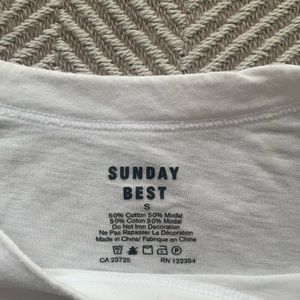 SUNDAY
BEST
S
50% Cotton 50% Modal
50% Coton 50% Modal
Do Not Iron Decoration
Ne Pas Repasser La Décoration
Made in China/ Fabriqué en Chine
CA 23725 RN 122354